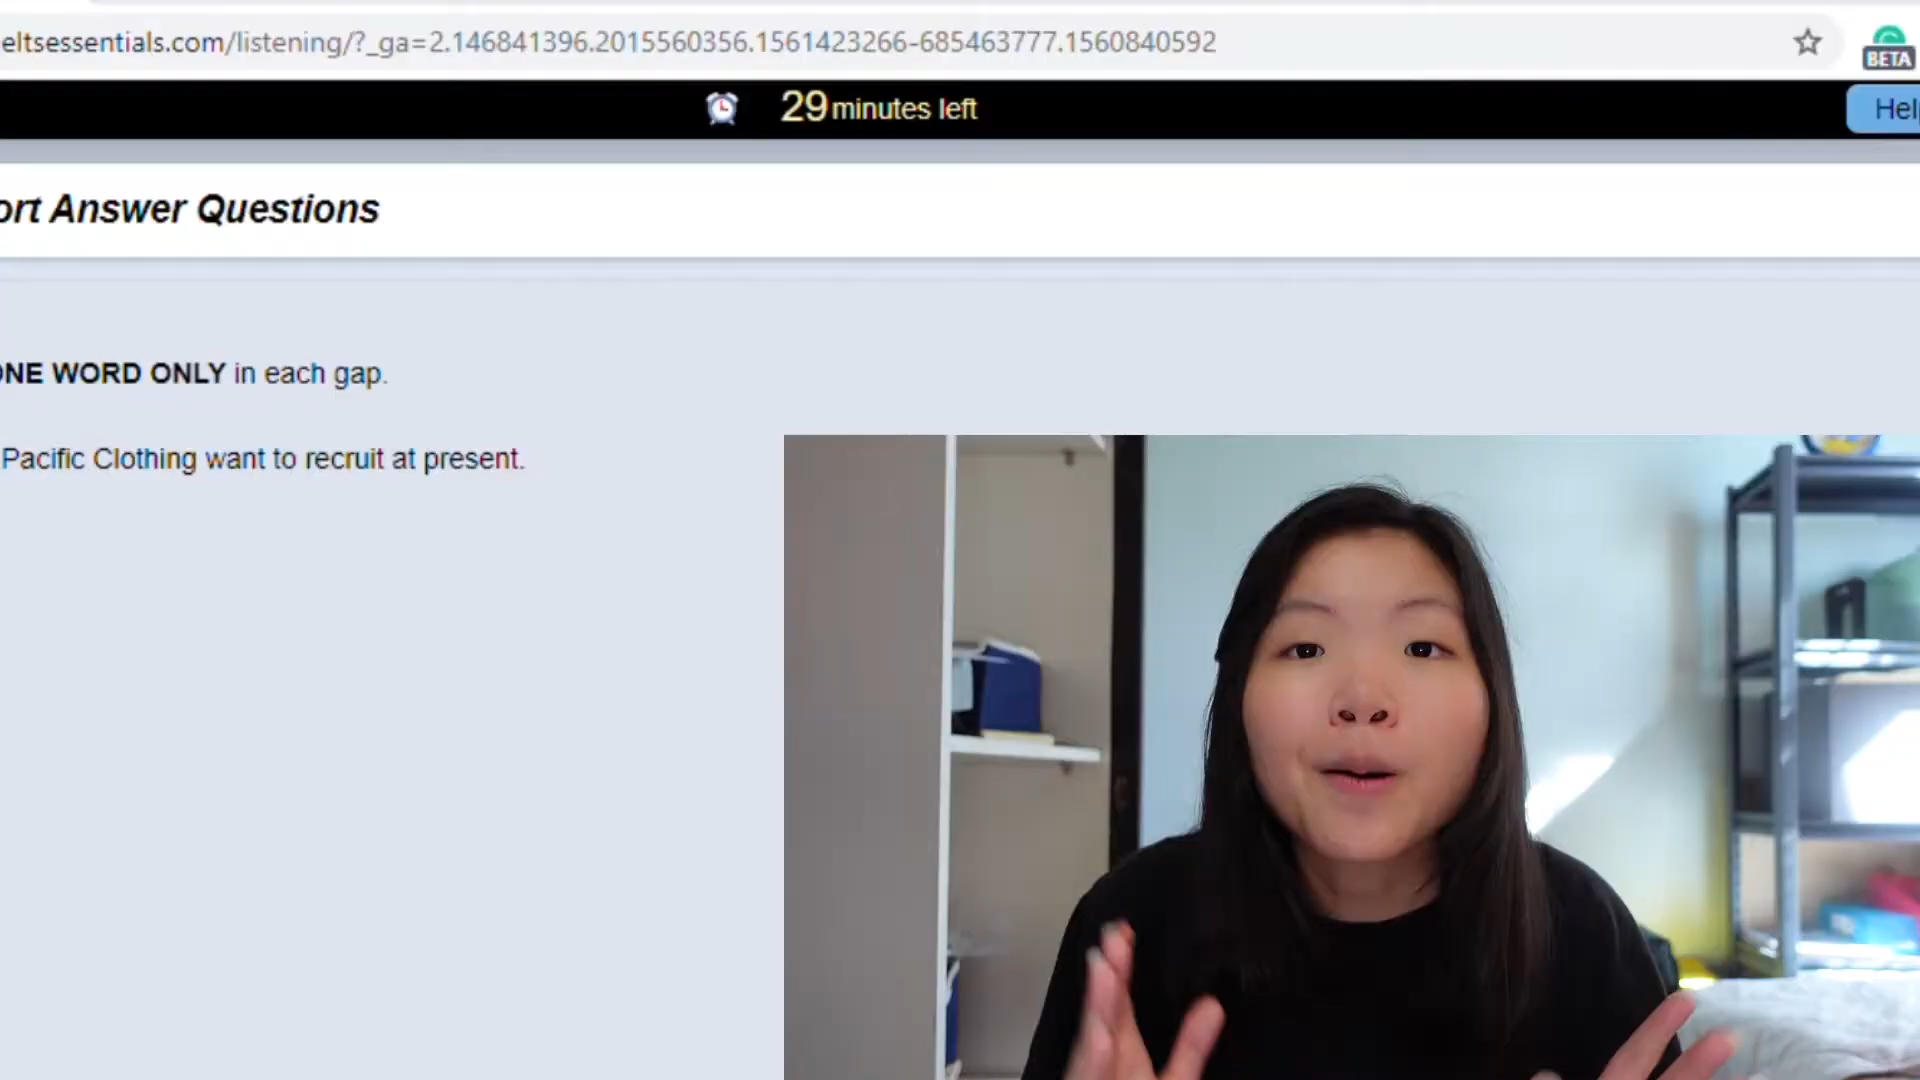 eltsessentials.com/listening/?_ga=2.146841396.2015560356.1561423266-685463777.1560840592
BETA
29 minutes left
Hel
ort Answer Questions
ONE WORD ONLY in each gap.
Pacific Clothing want to recruit at present.